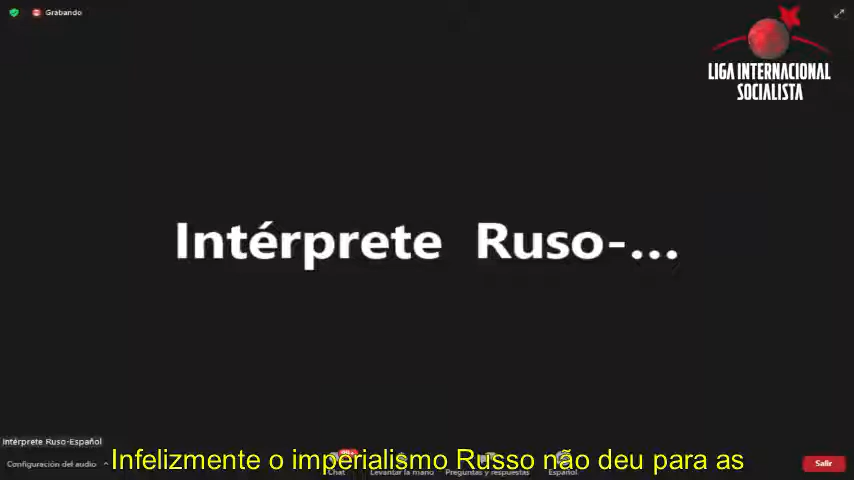 Grabando
LIGA INTERNACIONAL
SOCIALISTA
Intérprete Ruso-...
Intérprete Ruso-Español
Configuración del audio
Infelizmente o imperialismo Russo não deu para as
Chat
Levantar la mano
Preguntas y respuestas
Español
Salir